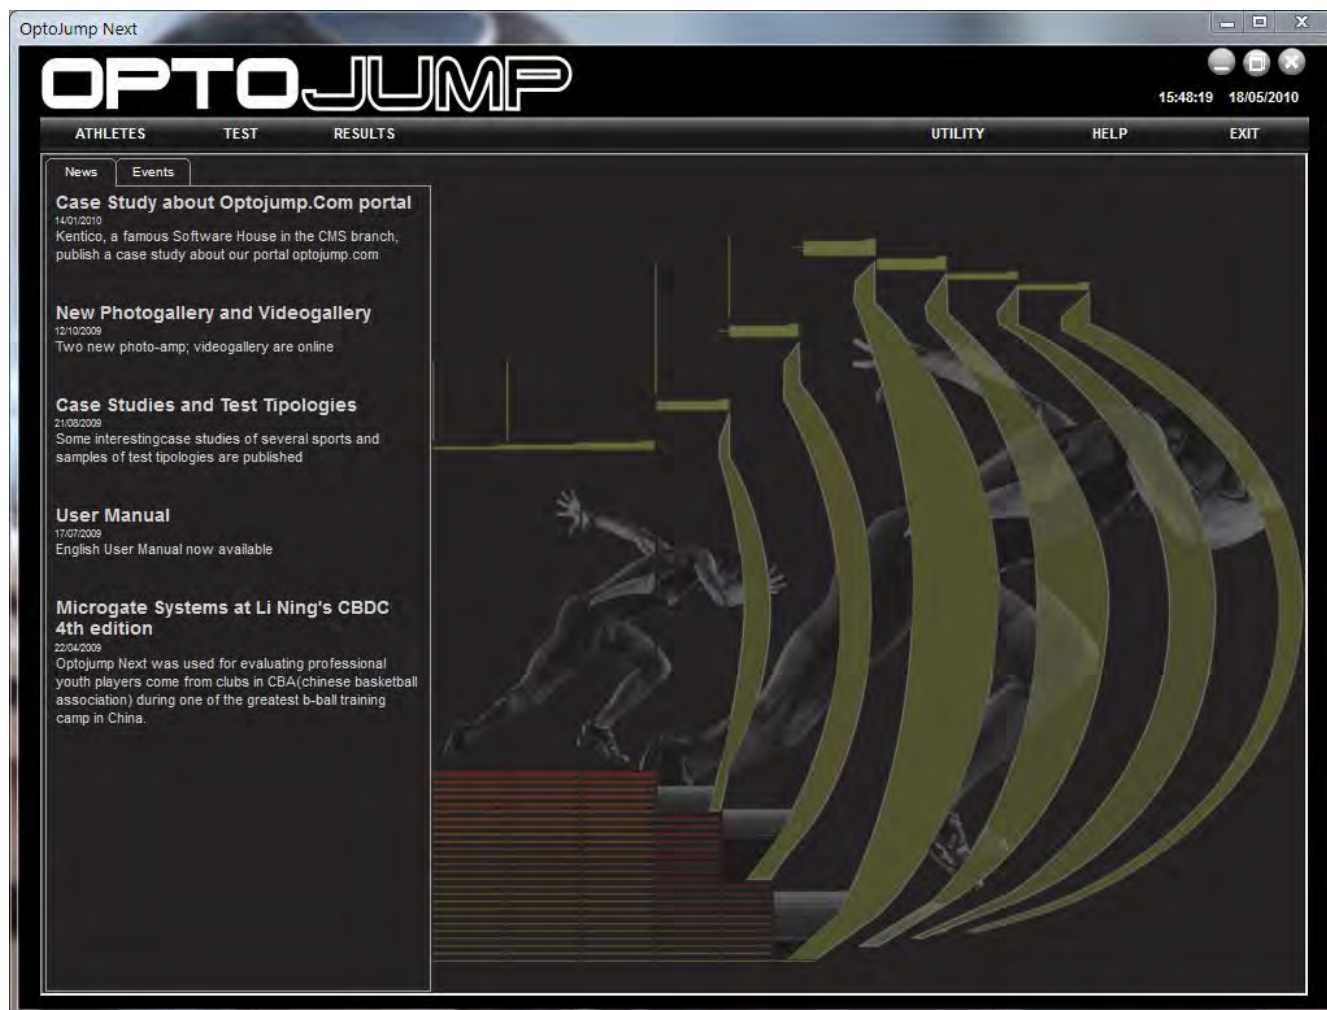 OptoJump Next
OPTOJUMP
15:48:19 18/05/2010
ATHLETES TEST RESULTS UTILITY HELP EXIT
News Events
Case Study about Optojump.Com portal
14/01/2010
Kentico, a famous Software House in the CMS branch,
publish a case study about our portal optojump.com
New Photogallery and Videogallery
12/10/2009
Two new photo-amp; videogallery are online
Case Studies and Test Tipologies
21/08/2009
Some interestingcase studies of several sports and
samples of test tipologies are published
User Manual
17/07/2009
English User Manual now available
Microgate Systems at Li Ning's CBDC
4th edition
22/04/2009
Optojump Next was used for evaluating professional
youth players come from clubs in CBA(chinese basketball
association) during one of the greatest b-ball training
camp in China.